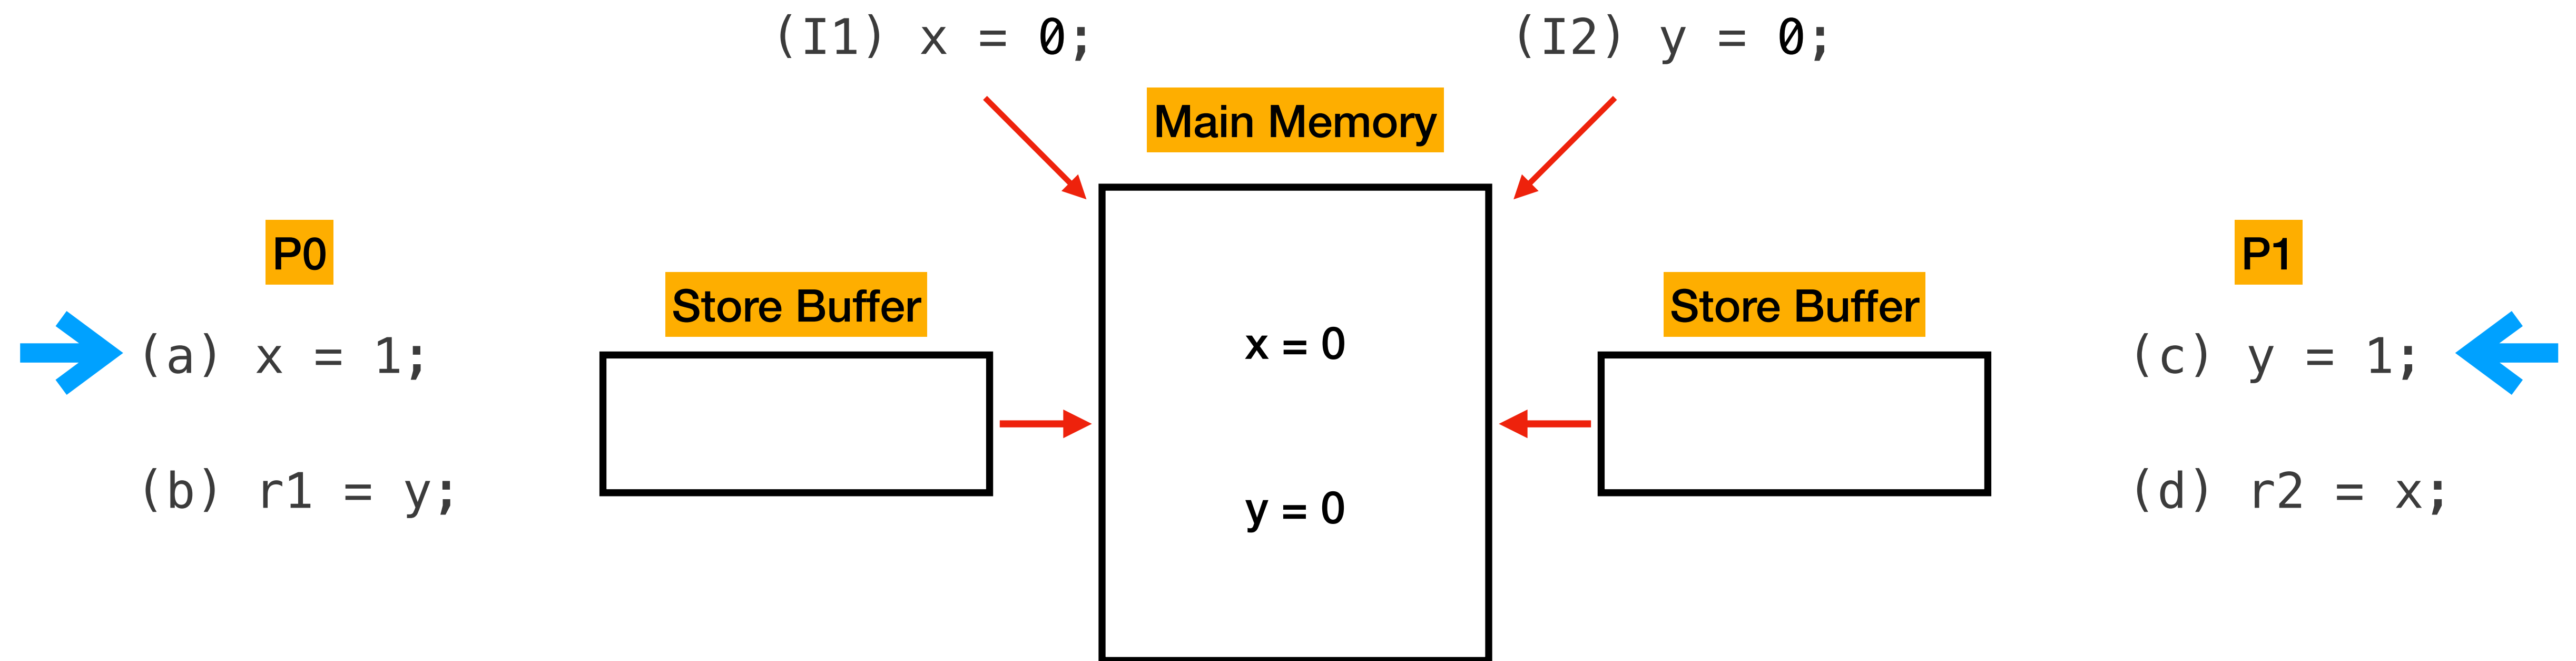 (I1) x = 0;
(I2) y = 0;
Main Memory
P0
P1
Store Buffer
Store Buffer
(a) x = 1;
x = 0
(c) y = 1;
(b) r1 = y;
y = 0
(d) r2 = x;